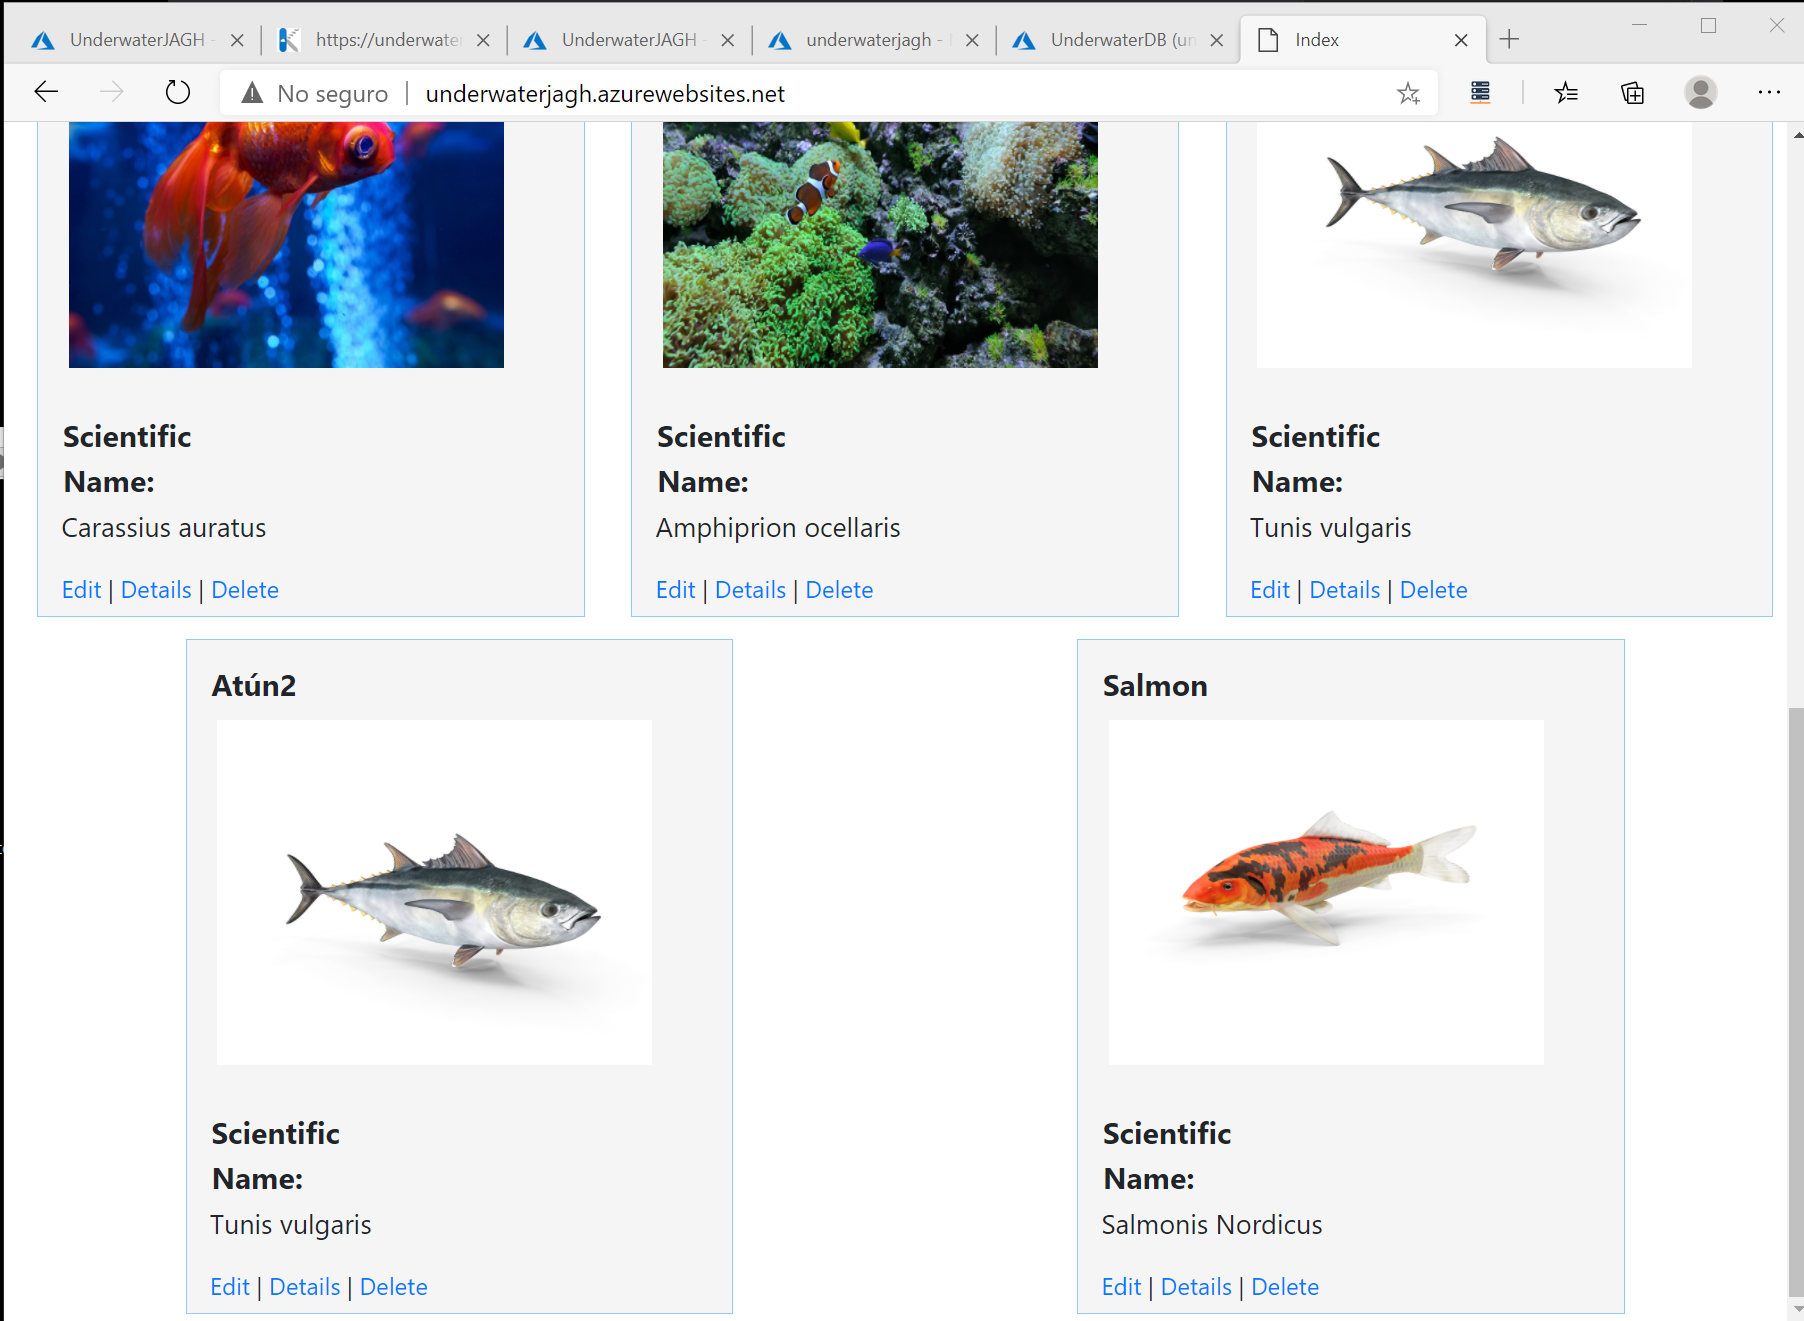 UnderwaterJAGH -
https://underwater
UnderwaterJAGH -
underwaterjagh -
UnderwaterDB (un
Index
No seguro
underwaterjagh.azurewebsites.net
Scientific
Name:
Carassius auratus
Edit | Details | Delete
Scientific
Name:
Amphiprion ocellaris
Edit | Details | Delete
Scientific
Name:
Tunis vulgaris
Edit | Details | Delete
Atún2
Scientific
Name:
Tunis vulgaris
Edit | Details | Delete
Salmon
Scientific
Name:
Salmonis Nordicus
Edit | Details | Delete